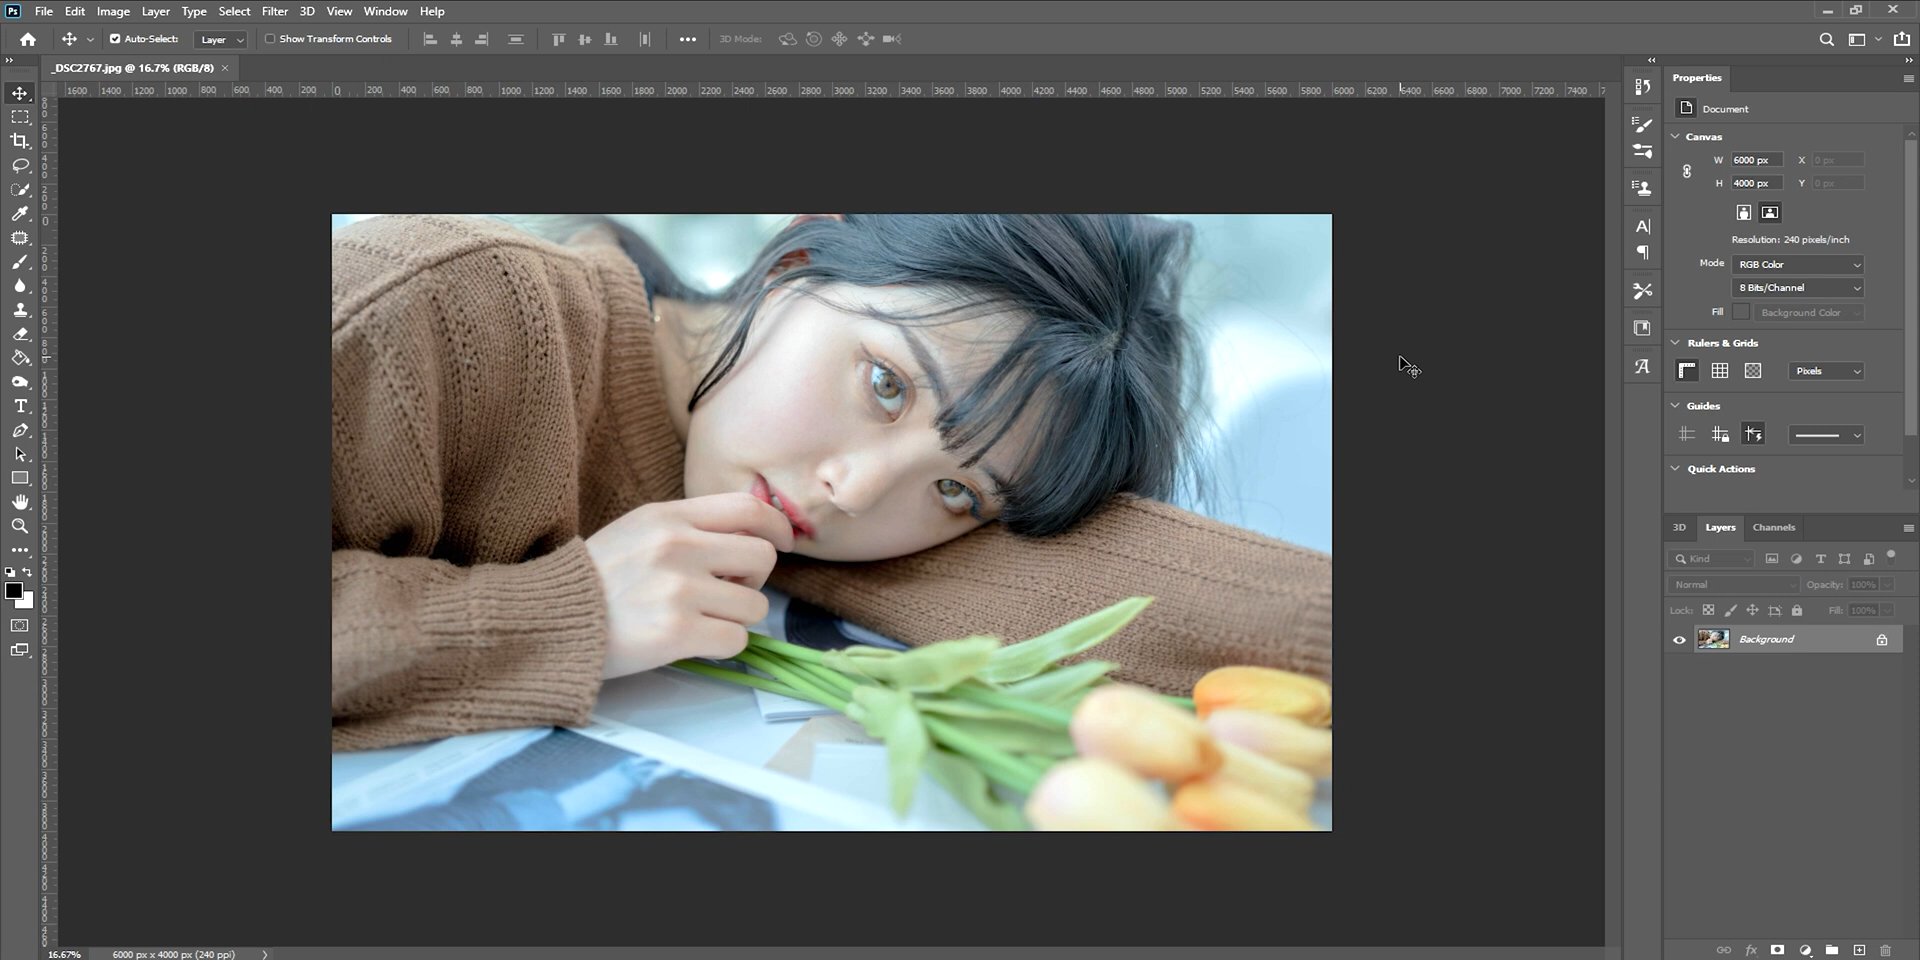 Ps File Edit Image Layer Type Select Filter 3D View Window Help
Auto-Select: Layer Show Transform Controls 3D Mode:
_DSC2767.jpg @ 16.7% (RGB/8) ×
1600 1400 1200 1000 800 600 400 200 0 200 400 600 800 1000 1200 1400 1600 1800 2000 2200 2400 2600 2800 3000 3200 3400 3600 3800 4000 4200 4400 4600 4800 5000 5200 5400 5600 5800 6000 6200 6400 6600 6800 7000 7200 7400
Properties
Document
Canvas
W 6000 px X 0 px
H 4000 px Y 0 px
Resolution: 240 pixels/inch
Mode RGB Color
8 Bits/Channel
Fill Background Color
Rulers & Grids
Pixels
Guides
Quick Actions
3D Layers Channels
Kind
Normal Opacity: 100%
Lock: Fill: 100%
Background
16.67% 6000 px x 4000 px (240 ppi)